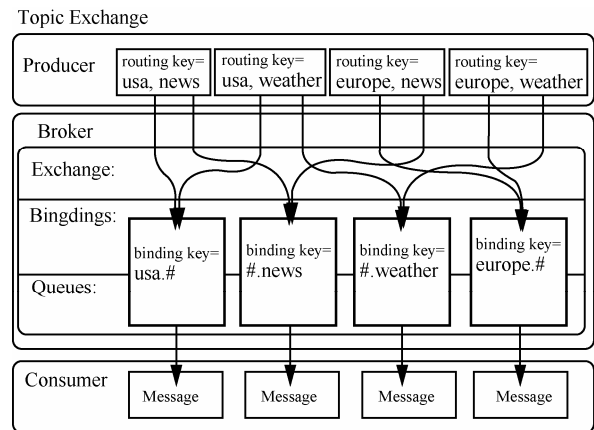 Topic Exchange
Producer
routing key=
usa, news
routing key=
usa, weather
routing key=
europe, news
routing key=
europe, weather
Broker
Exchange:
Bingdings:
binding key=
usa.#
binding key=
#.news
binding key=
#.weather
binding key=
europe.#
Queues:
Consumer
Message
Message
Message
Message